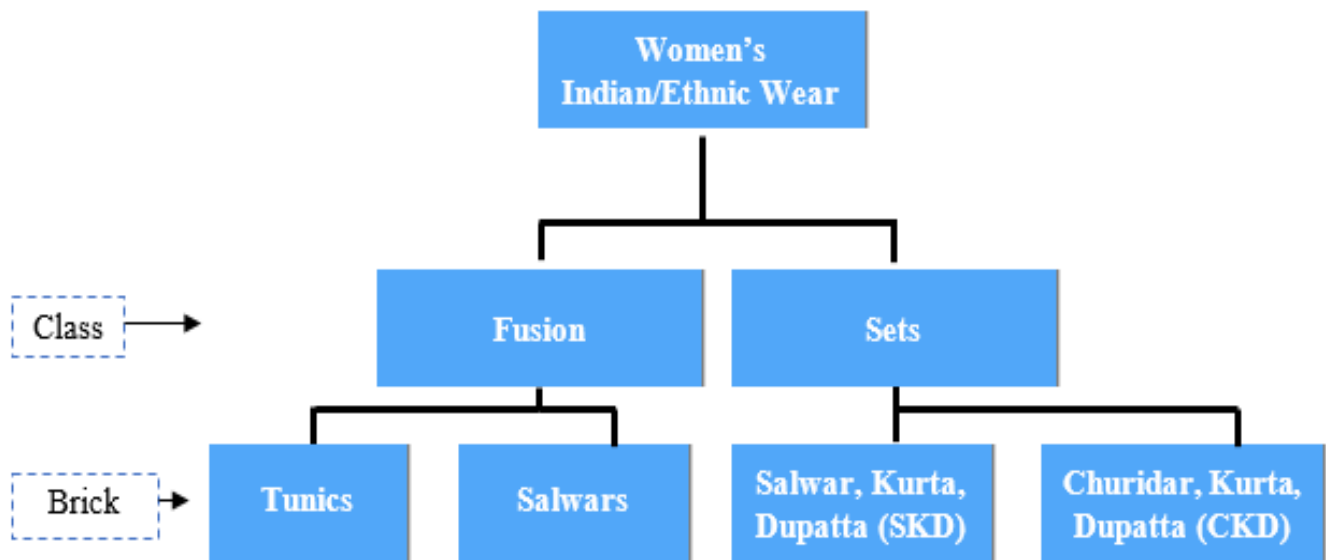 Women’s
Indian/Ethnic Wear
Class
Fusion
Sets
Brick
Tunics
Salwars
Salwar, Kurta,
Dupatta (SKD)
Churidar, Kurta,
Dupatta (CKD)